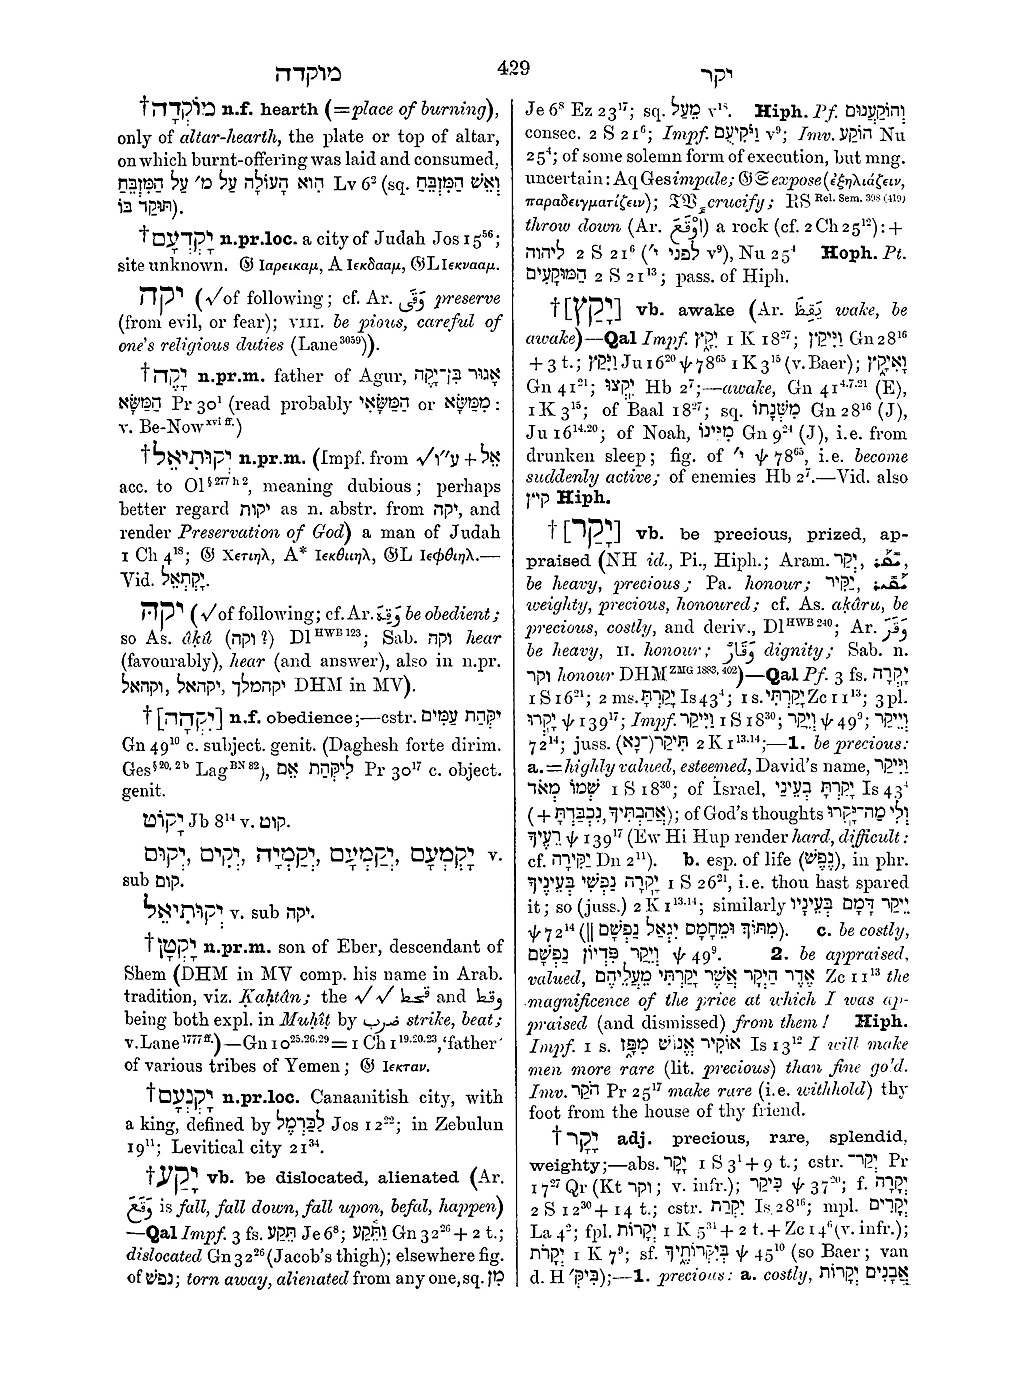 מוקדה
429
יקר
†מוֹקְדָה n.f. hearth (=place of burning),
only of altar-hearth, the plate or top of altar,
on which burnt-offering was laid and consumed,
הִוא הָעוֹלָה עַל מ׳ עַל הַמִּזְבֵּחַ Lv 6² (sq. וְאֵשׁ הַמִּזְבֵּחַ
תּוּקַד בּוֹ).
†יָקְדְעָם n.pr.loc. a city of Judah Jos 15⁵⁶;
site unknown. 𝔊 Ιαρεικαμ, A Ιεκδααμ, 𝔊L Ιεκνααμ.
יקה (√of following; cf. Ar. وَقَى preserve
(from evil, or fear); VIII. be pious, careful of
one's religious duties (Lane³⁰⁵⁹)).
†יָקֶה n.pr.m. father of Agur, אָגוּר בִּן־יָקֶה
הַמַּשָּׂא Pr 30¹ (read probably הַמַּשָּׂאִי or מִמַּשָּׂא:
v. Be-Now^xvi ff.)
†יְקוּתִיאֵל n.pr.m. (Impf. from √ע״ו + אֵל
acc. to Ol§ 277 h 2, meaning dubious; perhaps
better regard יקות as n. abstr. from יקה, and
render Preservation of God) a man of Judah
1 Ch 4¹⁸; 𝔊 Χετιηλ, A* Ιεκθιηλ, 𝔊L Ιεφθιηλ.—
Vid. יָקְתְאֵל.
יקה (√of following; cf. Ar. وَقِهَ be obedient;
so As. âkû (וקה?) Dl HWB 123; Sab. וקה hear
(favourably), hear (and answer), also in n.pr.
יקהמלך, יקהאל, וקהאל DHM in MV).
†[יְקָהָה] n.f. obedience;—cstr. יִקְּהַת עַמִּים
Gn 49¹⁰ c. subject. genit. (Daghesh forte dirim.
Ges§ 20, 2 b Lag BN 82), לִיקֲּהַת אֵם Pr 30¹⁷ c. object.
genit.
יָקוֹט Jb 8¹⁴ v. קוט.
יְקוּם, יָקִים, יְקַמְיָה, יְקַמְעָם, יָקְמְעָם v.
sub קום.
יְקוּתִיאֵל v. sub יקה.
†יָקְטָן n.pr.m. son of Eber, descendant of
Shem (DHM in MV comp. his name in Arab.
tradition, viz. Ḳaḥtân; the √√ قحط and وقط
being both expl. in Muḥîṭ by ضرب strike, beat;
v. Lane¹⁷⁷⁷ ff.)—Gn 10²⁵·²⁶·²⁹ = 1 Ch 1¹⁹·²⁰·²³, 'father'
of various tribes of Yemen; 𝔊 Ιεκταν.
†יָקְנְעָם n.pr.loc. Canaanitish city, with
a king, defined by לַכַּרְמֶל Jos 12²²; in Zebulun
19¹¹; Levitical city 21³⁴.
†יָקַע vb. be dislocated, alienated (Ar.
وَقَعَ is fall, fall down, fall upon, befal, happen)
—Qal Impf. 3 fs. תֵּקַע Je 6⁸; וַתֵּקַע Gn 32²⁶ + 2 t.;
dislocated Gn 32²⁶ (Jacob's thigh); elsewhere fig.
of נפשׁ; torn away, alienated from any one, sq. מִן
Je 6⁸ Ez 23¹⁷; sq. מֵעַל v¹⁸. Hiph. Pf. וְהוֹקַעֲנוּם
consec. 2 S 21⁶; Impf. וַיֹּקִיעֻם v⁹; Imv. הוֹקַע Nu
25⁴; of some solemn form of execution, but mng.
uncertain: Aq Ges impale; 𝔊 𝔖 expose (ἐξηλιάζειν,
παραδειγματίζειν); 𝔗 𝔙 crucify; RS Rel. Sem. 398 (419)
throw down (Ar. أَوْقَعَ) a rock (cf. 2 Ch 25¹²): +
ליהוה 2 S 21⁶ (לִפְנֵי י׳ v⁹), Nu 25⁴ Hoph. Pt.
הַמּוּקָעִים 2 S 21¹³; pass. of Hiph.
†[יָקַץ] vb. awake (Ar. يَقِظَ wake, be
awake)—Qal Impf. יִקָץ 1 K 18²⁷; וַיִּיקַץ Gn 28¹⁶
+ 3 t.; וַיִּקַץ Ju 16²⁰ ψ 78⁶⁵ 1 K 3¹⁵ (v. Baer); וָאִיקָץ
Gn 41²¹; יִקְצוּ Hb 2⁷;—awake, Gn 41⁴·⁷·²¹ (E),
1 K 3¹⁵; of Baal 18²⁷; sq. מִשְּׁנָתוֹ Gn 28¹⁶ (J),
Ju 16¹⁴·²⁰; of Noah, מִיֵּינוֹ Gn 9²⁴ (J), i.e. from
drunken sleep; fig. of י׳ ψ 78⁶⁵, i.e. become
suddenly active; of enemies Hb 2⁷.—Vid. also
קיץ Hiph.
†[יָקַר] vb. be precious, prized, ap-
praised (NH id., Pi., Hiph.; Aram. יְקַר, ܝܺܩܰܪ,
be heavy, precious; Pa. honour; יַקִּיר, ܝܰܩܺܝܪ
weighty, precious, honoured; cf. As. aḳâru, be
precious, costly, and deriv., Dl HWB 240; Ar. وَقَرَ
be heavy, II. honour; وَقَارٌ dignity; Sab. n.
וקר honour DHM ZMG 1883, 402)—Qal Pf. 3 fs. יָקְרָה
1 S 16²¹; 2 ms. יָקַרְתָּ Is 43⁴; 1 s. יָקַרְתִּי Zc 11¹³; 3 pl.
יָקְרוּ ψ 139¹⁷; Impf. וַיִּיקַר 1 S 18³⁰; וְיֵקַר ψ 49⁹; וְיֵיקַר
72¹⁴; juss. תִּיקַר(־נָא) 2 K 1¹³·¹⁴;—1. be precious:
a. = highly valued, esteemed, David's name, וַיִּיקַר
שְׁמוֹ מְאֹד 1 S 18³⁰; of Israel, יָקַרְתָּ בְעֵינַי Is 43⁴
(+ נִכְבַּדְתָּ, אֲהַבְתִּיךָ); of God's thoughts וְלִי מַה־יָּקְרוּ
רֵעֶיךָ ψ 139¹⁷ (Ew Hi Hup render hard, difficult:
cf. יַקִּירָה Dn 2¹¹). b. esp. of life (נֶפֶשׁ), in phr.
יָקְרָה נַפְשִׁי בְּעֵינֶיךָ 1 S 26²¹, i.e. thou hast spared
it; so (juss.) 2 K 1¹³·¹⁴; similarly יֵיקַר דָּמָם בְּעֵינָיו
ψ 72¹⁴ (|| מִתּוֹךְ וּמֵחָמָס יִגְאַל נַפְשָׁם). c. be costly,
וְיֵקַר פִּדְיוֹן נַפְשָׁם ψ 49⁹. 2. be appraised,
valued, אֶדֶר הַיְקָר אֲשֶׁר יָקַרְתִּי מֵעֲלֵיהֶם Zc 11¹³ the
magnificence of the price at which I was ap-
praised (and dismissed) from them! Hiph.
Impf. 1 s. אוֹקִיר אֱנוֹשׁ מִפָּז Is 13¹² I will make
men more rare (lit. precious) than fine go'd.
Imv. הֹקַר Pr 25¹⁷ make rare (i.e. withhold) thy
foot from the house of thy friend.
†יָקָר adj. precious, rare, splendid,
weighty;—abs. יָקָר 1 S 3¹ + 9 t.; cstr. יְקַר־ Pr
17²⁷ Qr (Kt וקר; v. infr.); כִּיקַר ψ 37²⁰; f. יְקָרָה
2 S 12³⁰ + 14 t.; cstr. יִקְרַת Is 28¹⁶; mpl. יְקָרִים
La 4²; fpl. יְקָרוֹת 1 K 5³¹ + 2 t. + Zc 14⁶ (v. infr.);
יְקָרֹת 1 K 7⁹; sf. בְּיִקְּרוֹתֶיךָ ψ 45¹⁰ (so Baer; van
d. H בִּיקְּ׳);—1. precious: a. costly, אֲבָנִים יְקָרוֹת